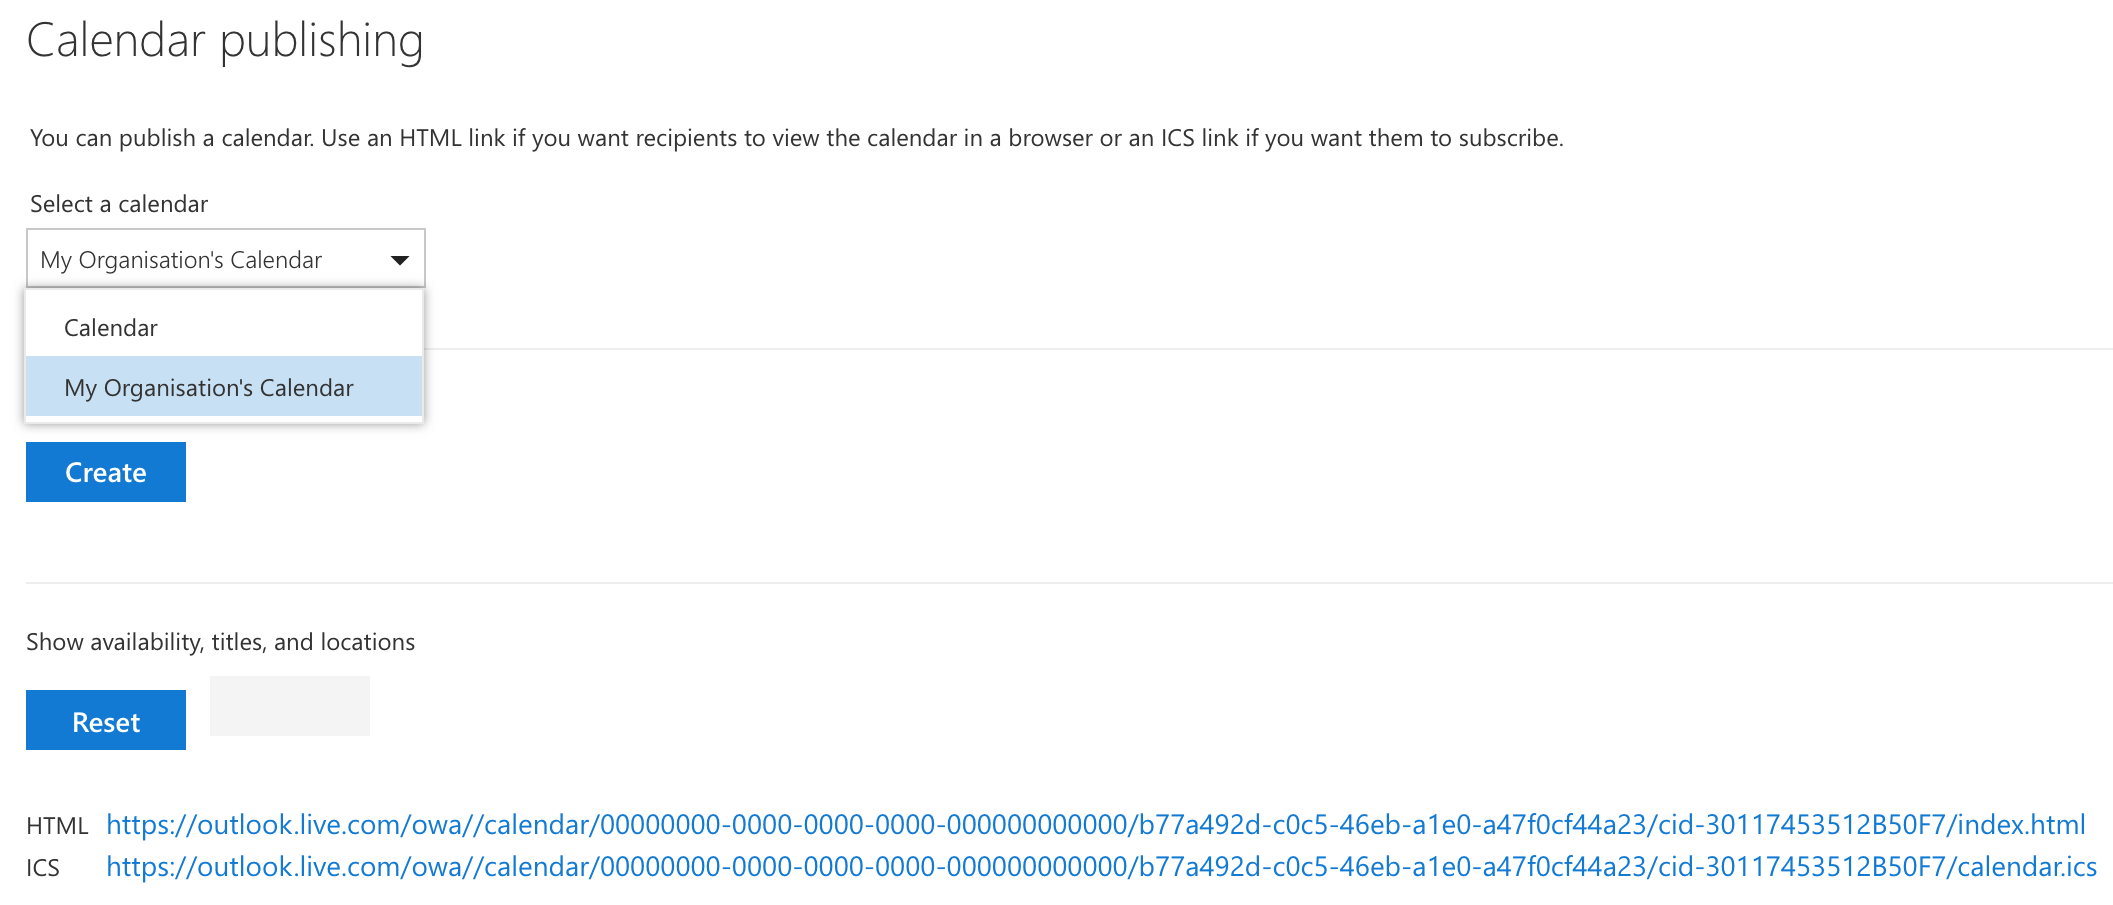 Calendar publishing
You can publish a calendar. Use an HTML link if you want recipients to view the calendar in a browser or an ICS link if you want them to subscribe.
Select a calendar
My Organisation's Calendar
Calendar
My Organisation's Calendar
Create
Show availability, titles, and locations
Reset
HTML https://outlook.live.com/owa//calendar/00000000-0000-0000-0000-000000000000/b77a492d-c0c5-46eb-a1e0-a47f0cf44a23/cid-30117453512B50F7/index.html
ICS https://outlook.live.com/owa//calendar/00000000-0000-0000-0000-000000000000/b77a492d-c0c5-46eb-a1e0-a47f0cf44a23/cid-30117453512B50F7/calendar.ics